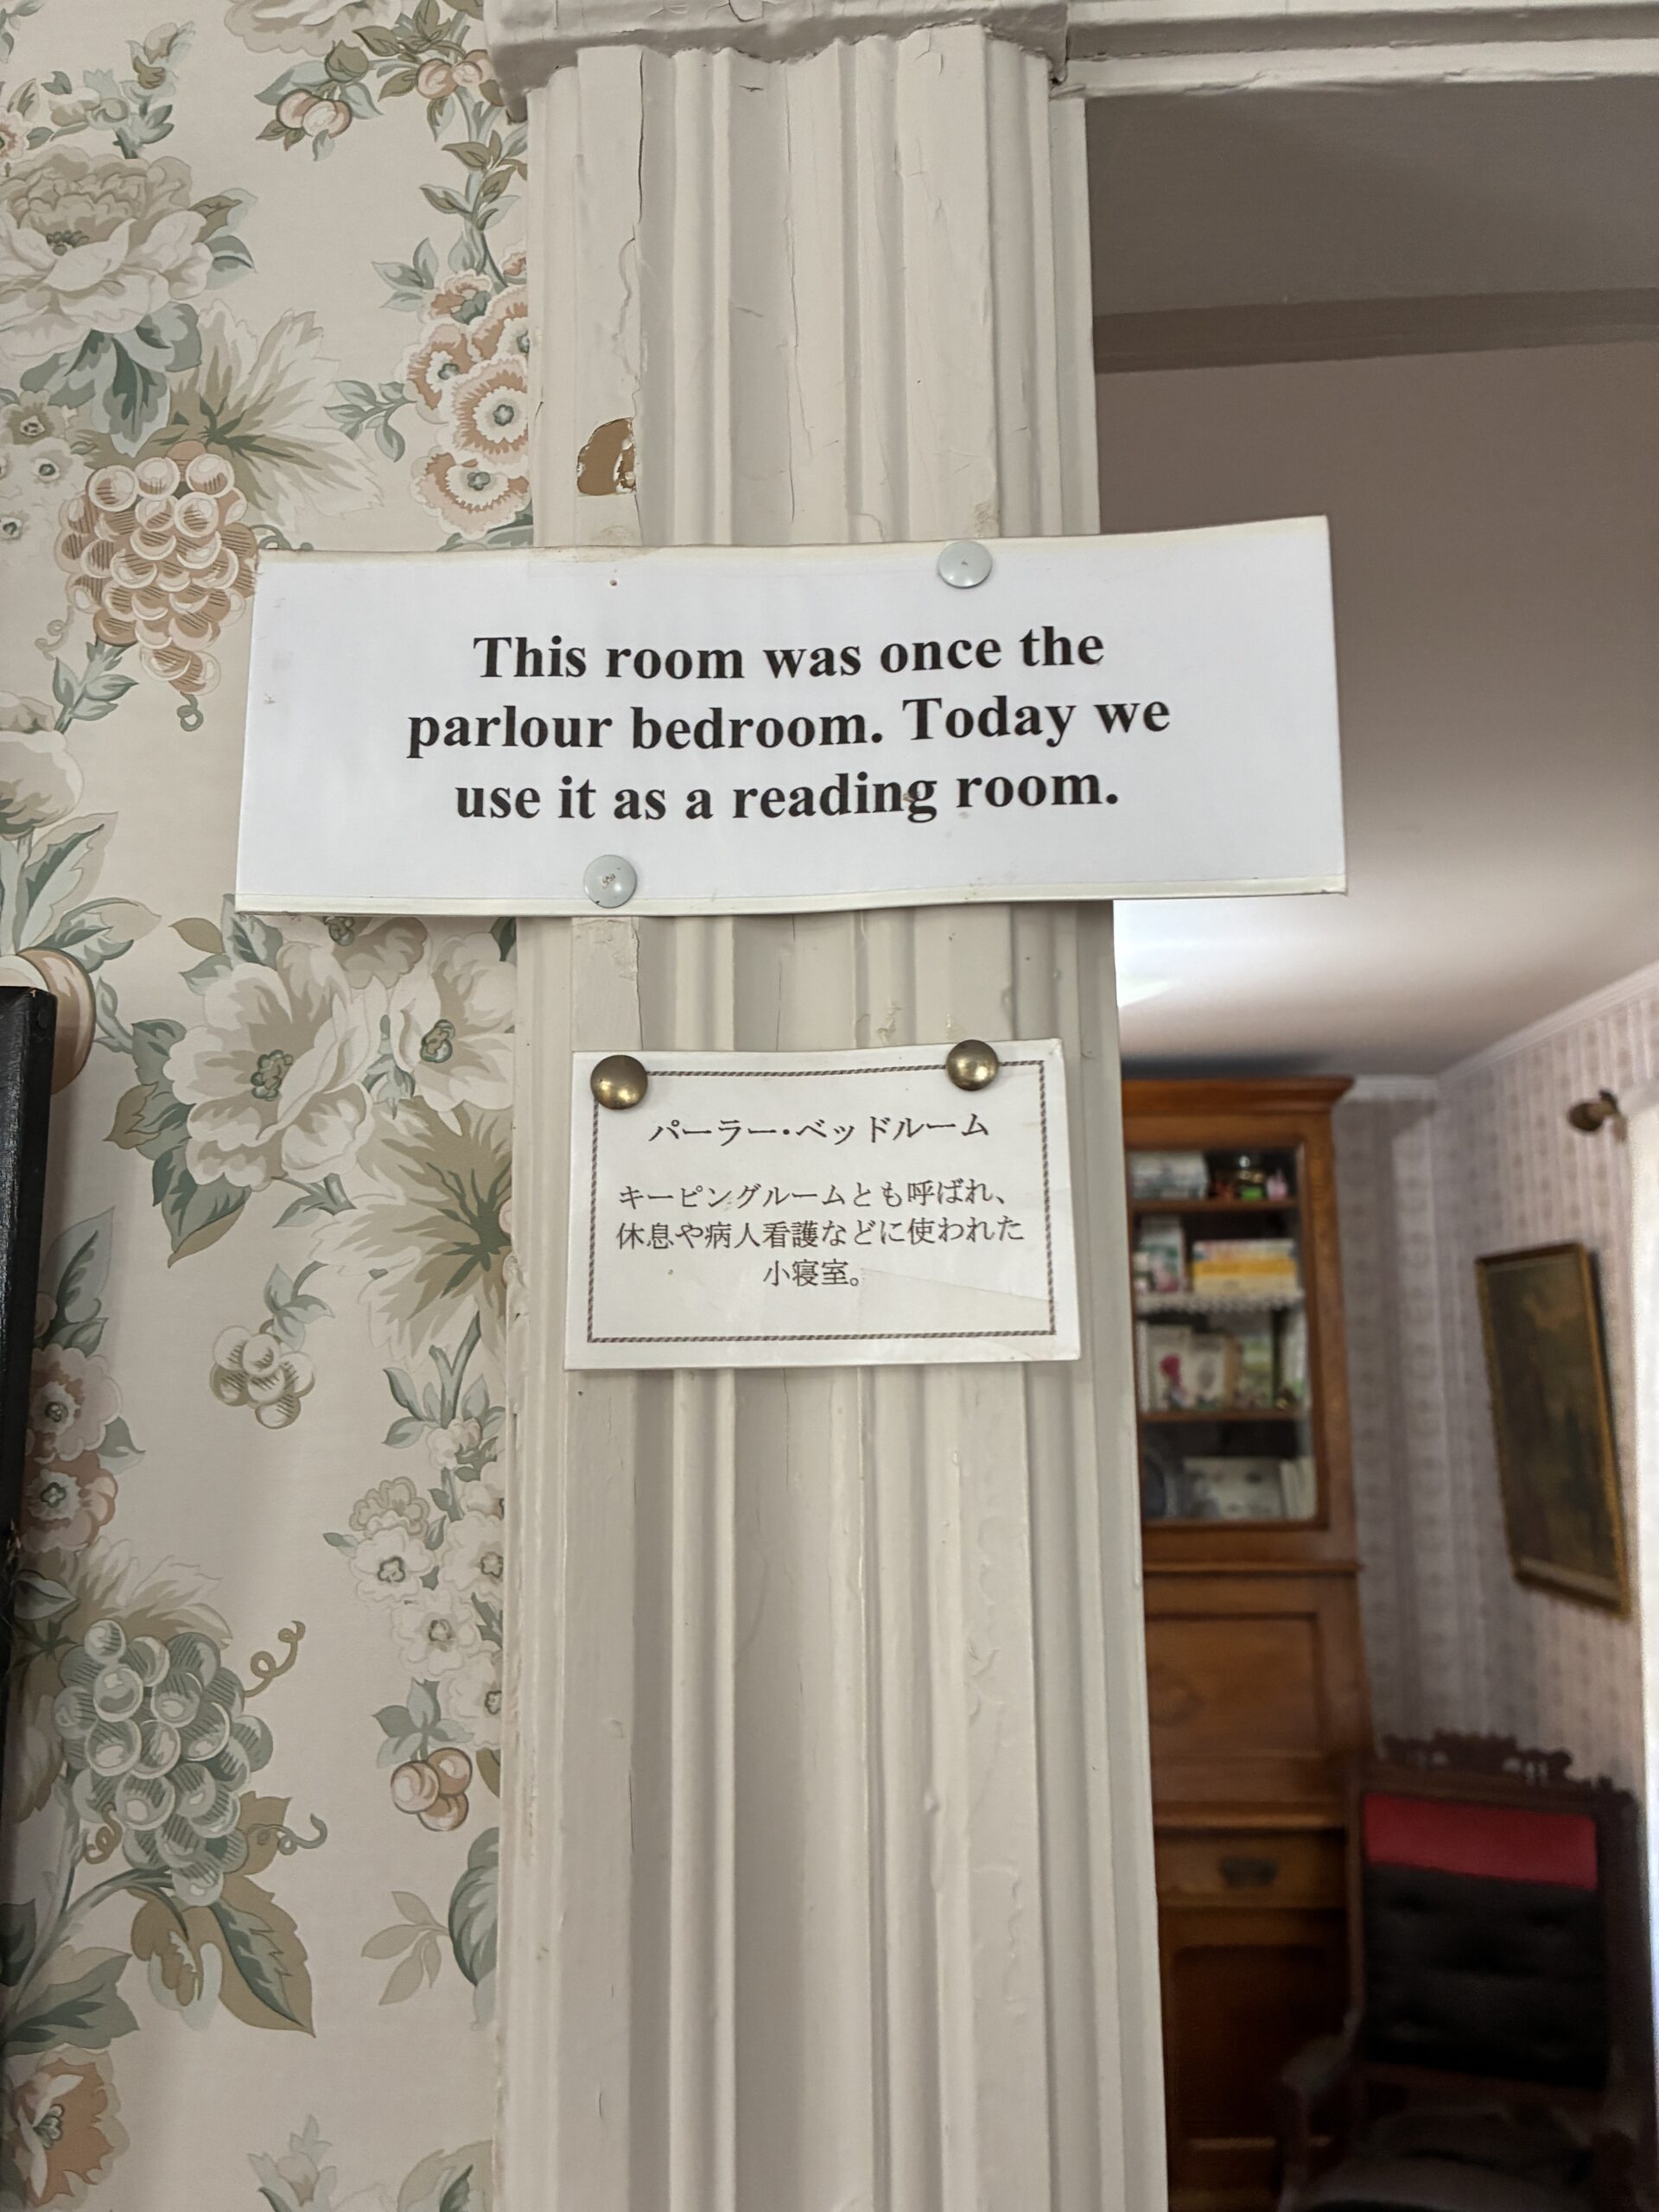 This room was once the
parlour bedroom. Today we
use it as a reading room.
パーラー・ベッドルーム
キーピングルームとも呼ばれ、
休息や病人看護などに使われた
小寝室。